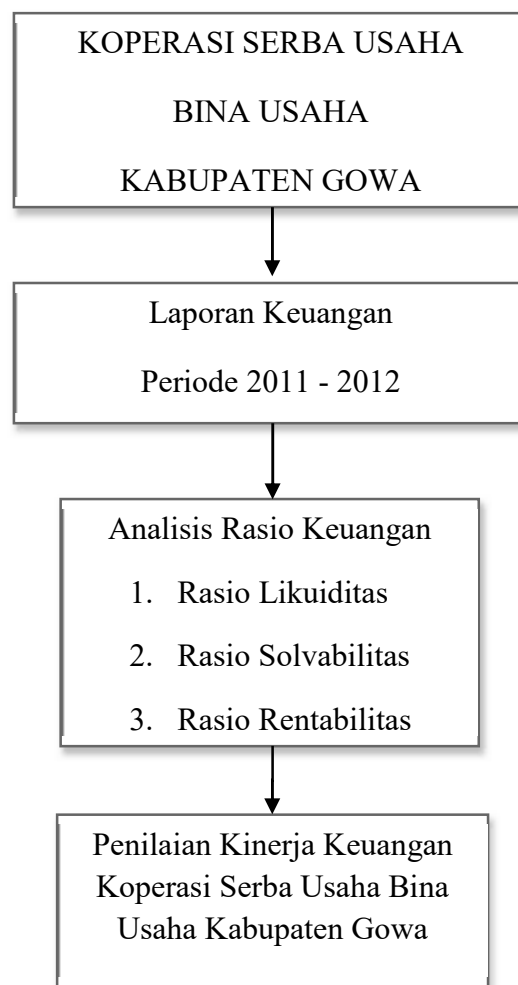 KOPERASI SERBA USAHA
BINA USAHA
KABUPATEN GOWA
Laporan Keuangan
Periode 2011 - 2012
Analisis Rasio Keuangan
1. Rasio Likuiditas
2. Rasio Solvabilitas
3. Rasio Rentabilitas
Penilaian Kinerja Keuangan
Koperasi Serba Usaha Bina
Usaha Kabupaten Gowa